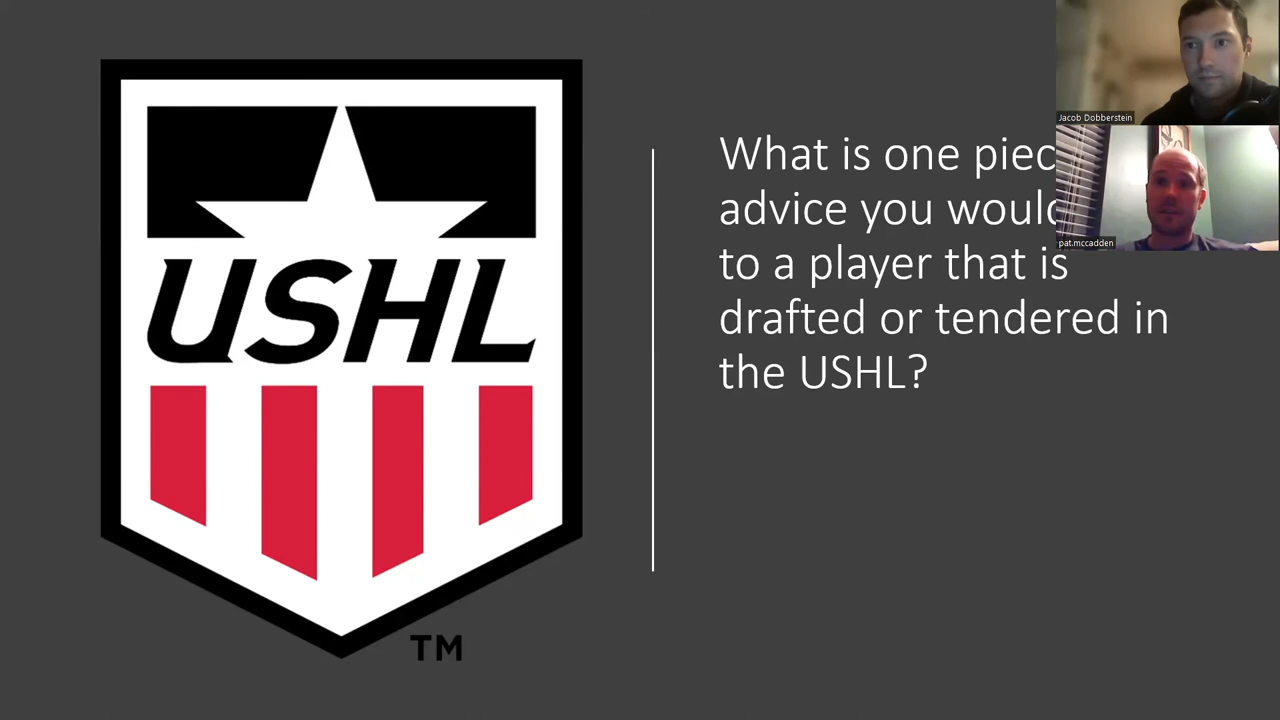 USHL
TM
What is one piec
advice you would
to a player that is
drafted or tendered in
the USHL?
Jacob Dobberstein
pat.mccadden